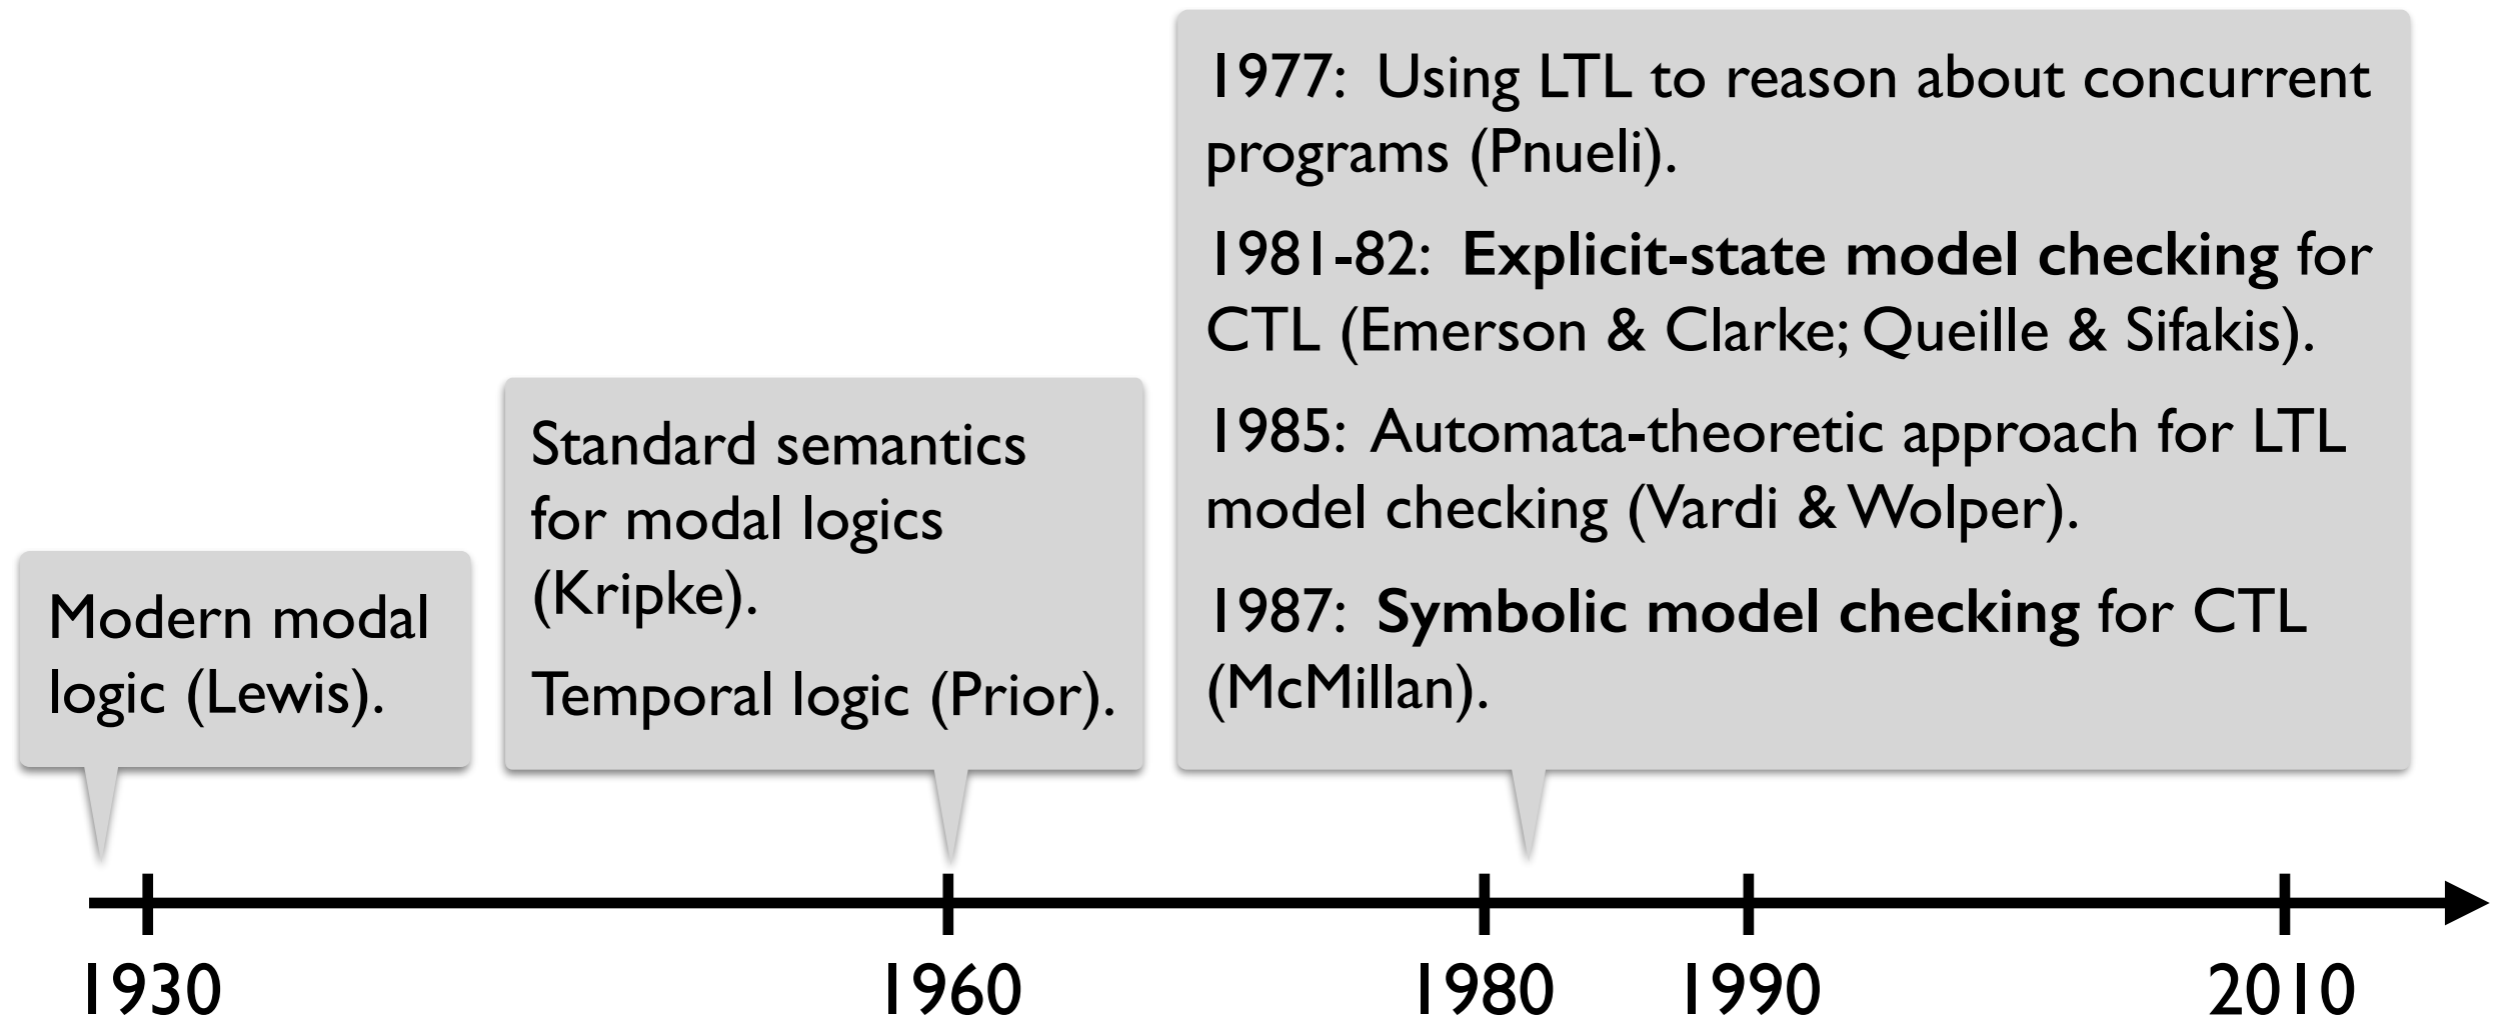 Modern modal
logic (Lewis).
Standard semantics
for modal logics
(Kripke).
Temporal logic (Prior).
1977: Using LTL to reason about concurrent
programs (Pnueli).
1981-82: Explicit-state model checking for
CTL (Emerson & Clarke; Queille & Sifakis).
1985: Automata-theoretic approach for LTL
model checking (Vardi & Wolper).
1987: Symbolic model checking for CTL
(McMillan).
1930 1960 1980 1990 2010